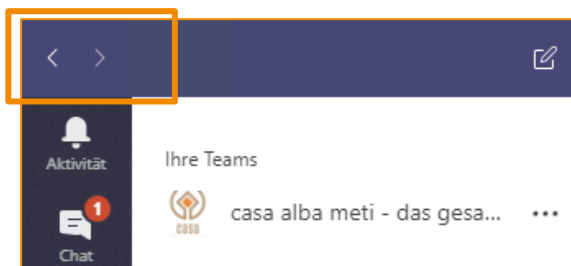 Aktivität
Ihre Teams
1
casa alba meti - das gesa...
casa
Chat